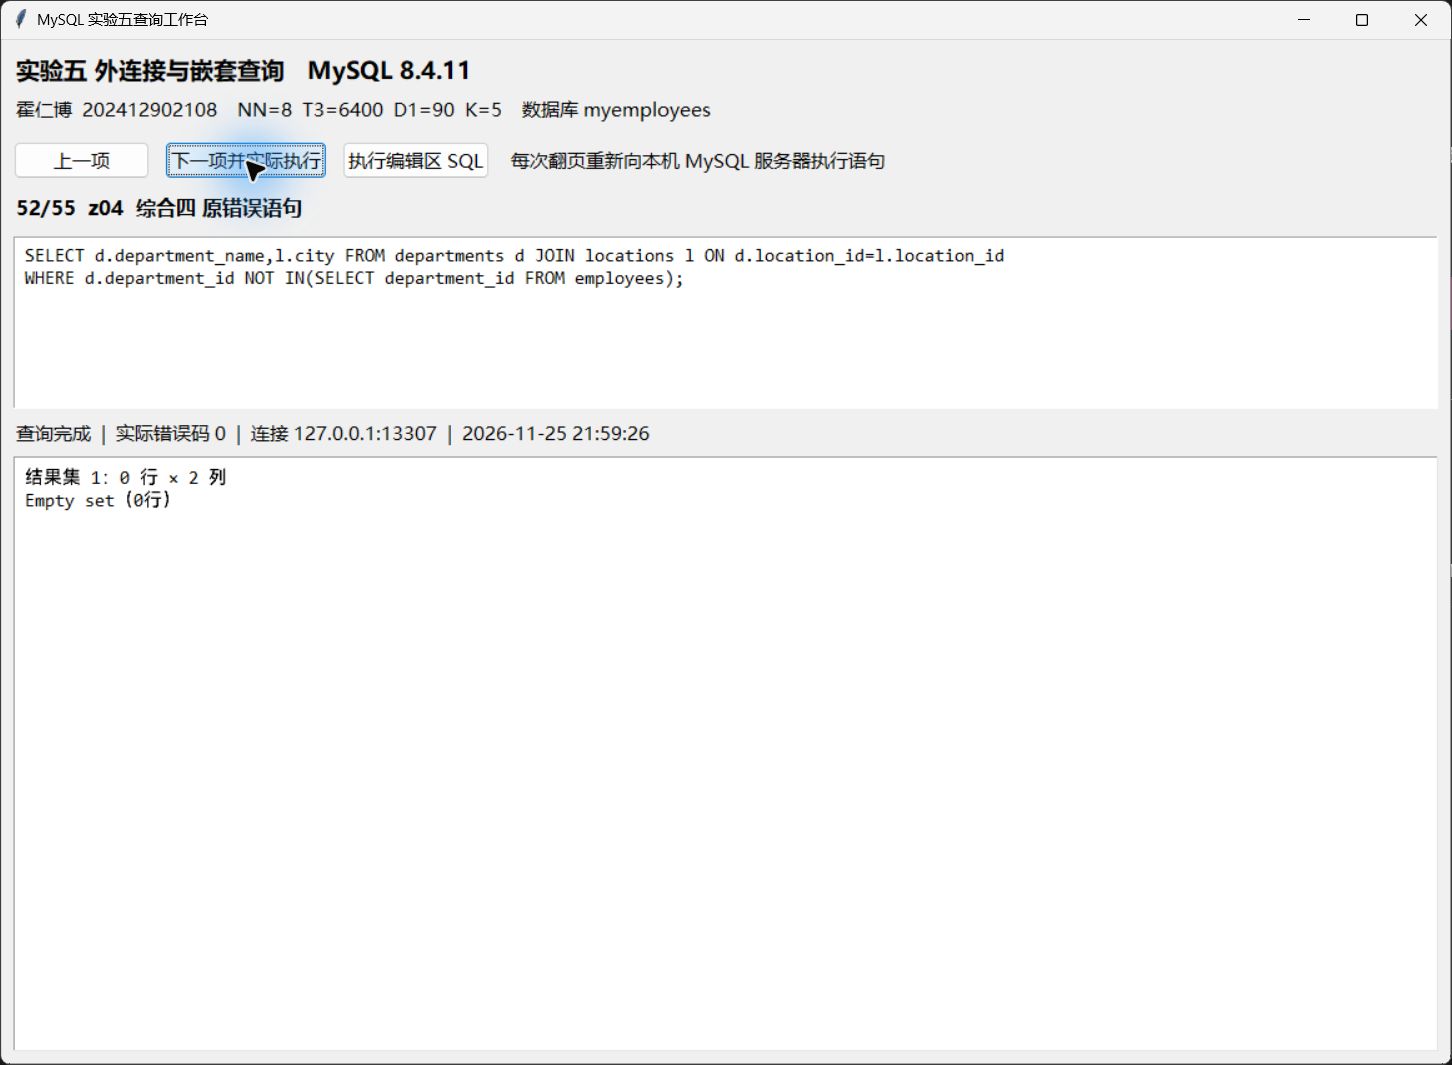 MySQL 实验五查询工作台
实验五 外连接与嵌套查询 MySQL 8.4.11
霍仁博 202412902108 NN=8 T3=6400 D1=90 K=5 数据库 myemployees
上一项 下一项并实际执行 执行编辑区 SQL 每次翻页重新向本机 MySQL 服务器执行语句
52/55 z04 综合四 原错误语句
SELECT d.department_name,l.city FROM departments d JOIN locations l ON d.location_id=l.location_id
WHERE d.department_id NOT IN(SELECT department_id FROM employees);
查询完成 | 实际错误码 0 | 连接 127.0.0.1:13307 | 2026-11-25 21:59:26
结果集 1: 0 行 × 2 列
Empty set (0行)